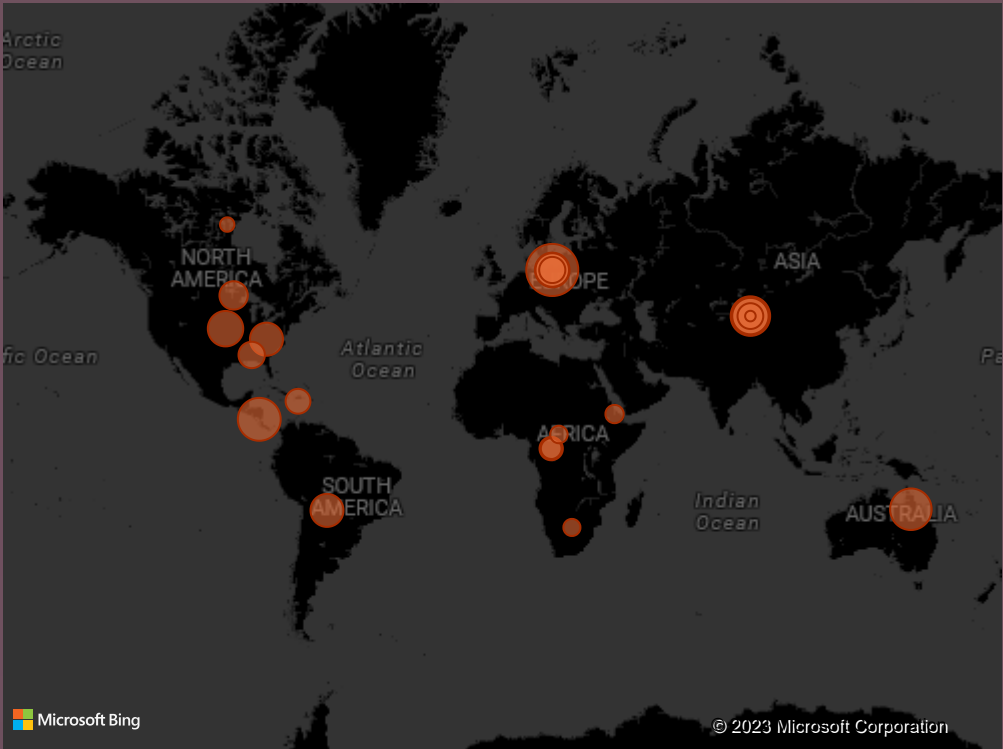 Arctic
Ocean
NORTH
AMERICA
EUROPE
ASIA
fic Ocean
Atlantic
Ocean
Pa
AFRICA
SOUTH
AMERICA
Indian
Ocean
AUSTRALIA
Microsoft Bing
© 2023 Microsoft Corporation